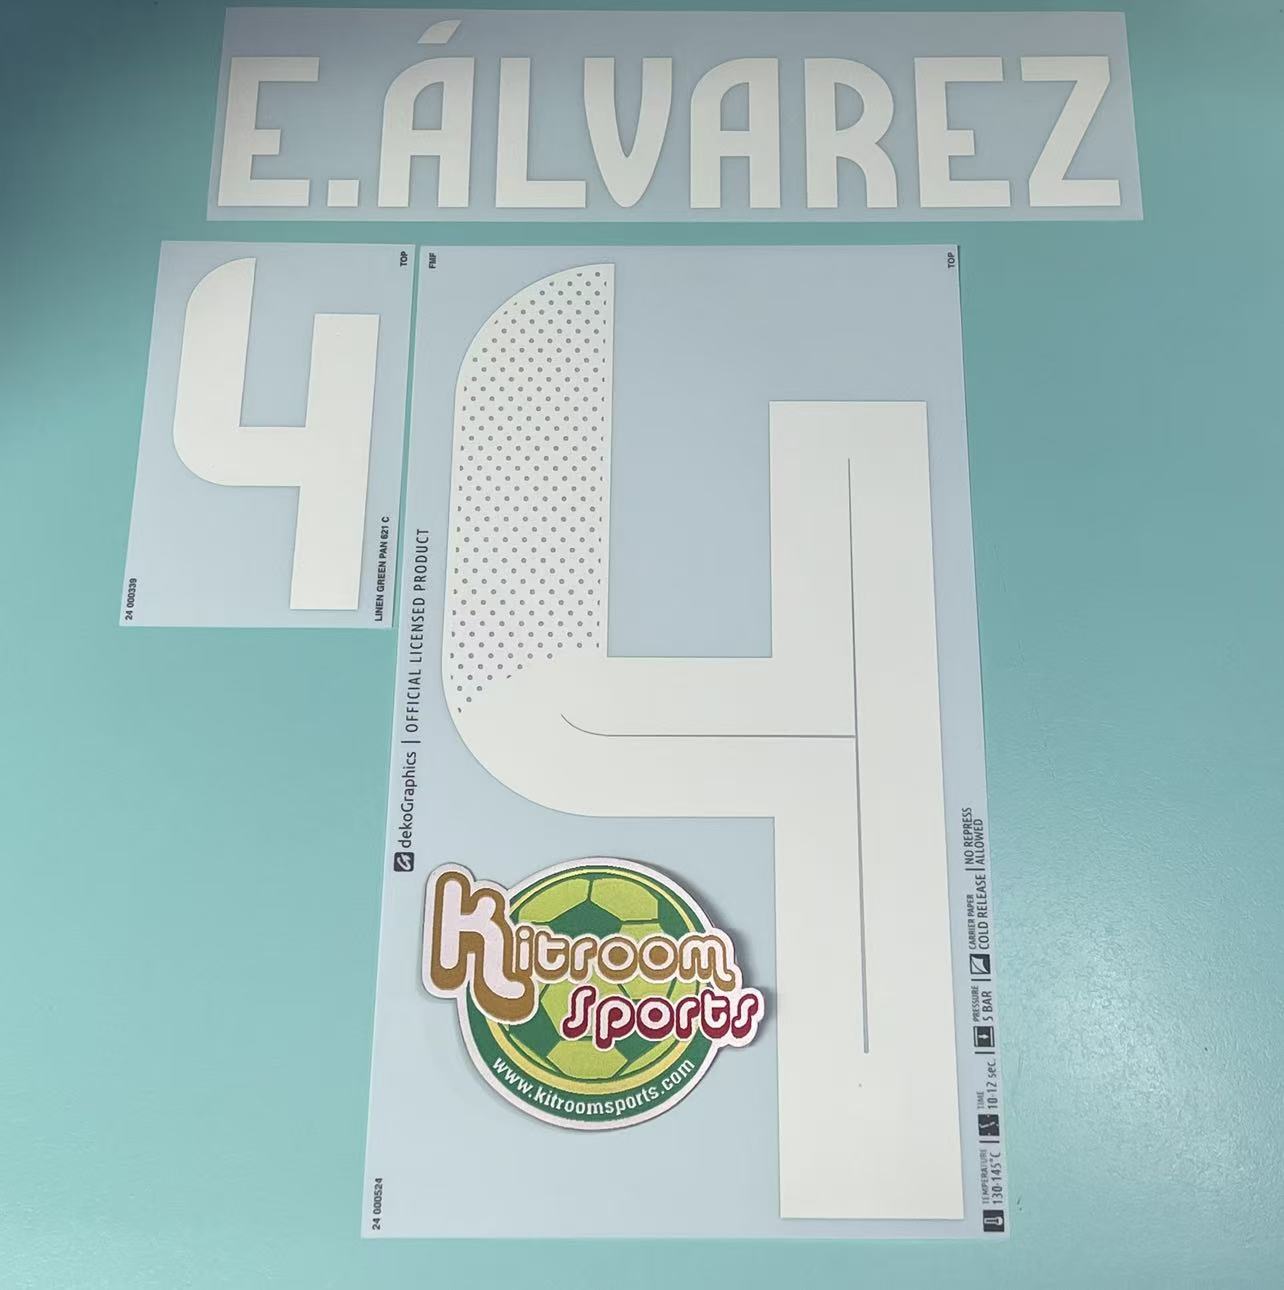 E.ÁLVAREZ
4
TOP
24 000339
LINEN GREEN PAN 621 C
FMF
TOP
4
dekoGraphics | OFFICIAL LICENSED PRODUCT
24 000524
Kitroom
Sports
www.kitroomsports.com
TEMPERATURE
130-145°C
TIME
10-12 sec.
PRESSURE
5 BAR
CARRIER PAPER
COLD RELEASE
NO REPRESS
ALLOWED